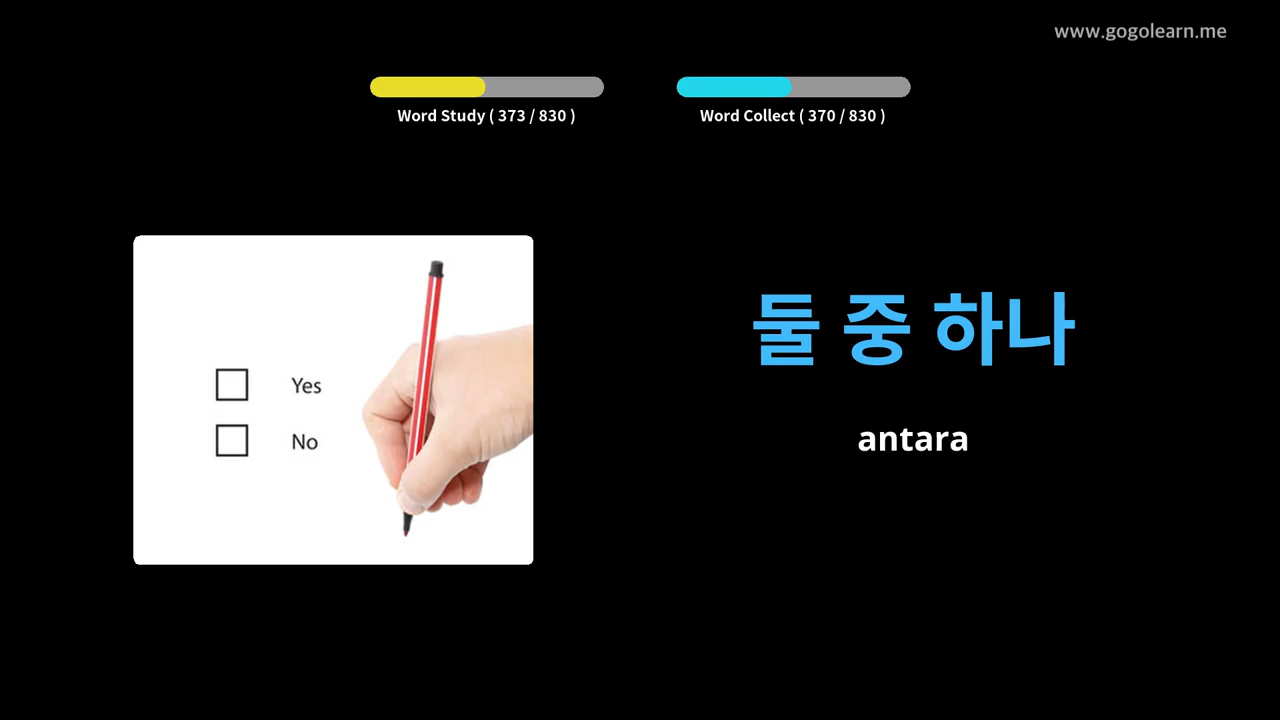 www.gogolearn.me
Word Study ( 373 / 830 )
Word Collect ( 370 / 830 )
Yes
No
둘 중 하나
antara